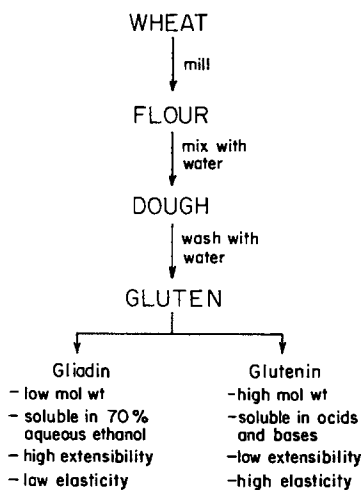 WHEAT
mill
FLOUR
mix with
water
DOUGH
wash with
water
GLUTEN
Gliadin
- low mol wt
- soluble in 70%
aqueous ethanol
- high extensibility
- low elasticity
Glutenin
-high mol wt
-soluble in ocids
and bases
-low extensibility
-high elasticity